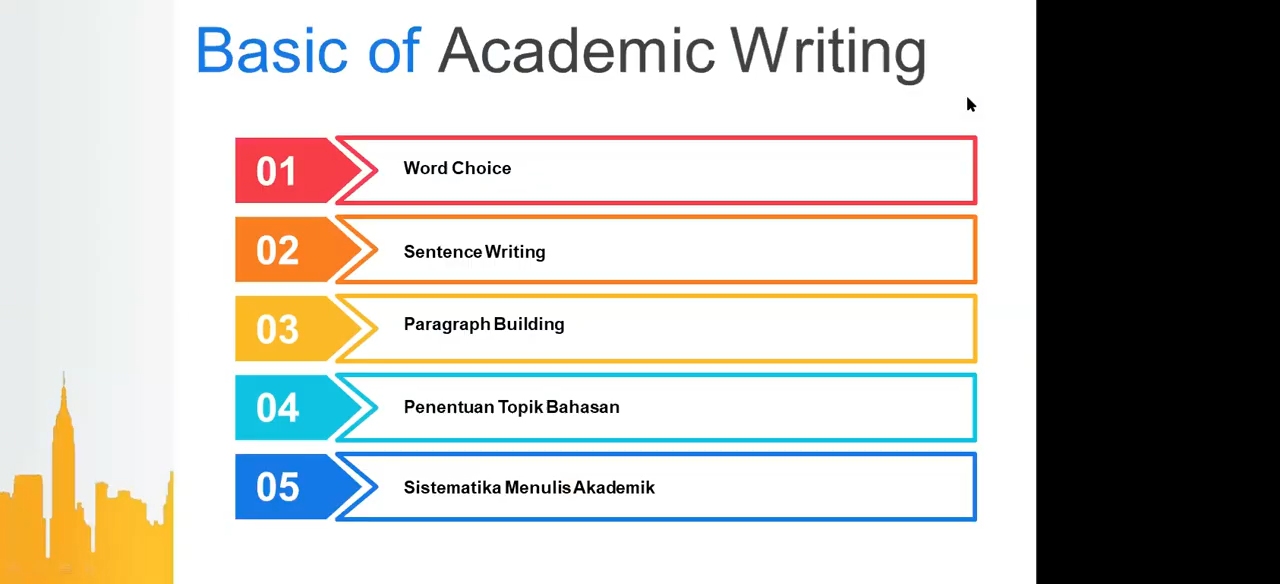 Basic of Academic Writing
01
Word Choice
02
Sentence Writing
03
Paragraph Building
04
Penentuan Topik Bahasan
05
Sistematika Menulis Akademik